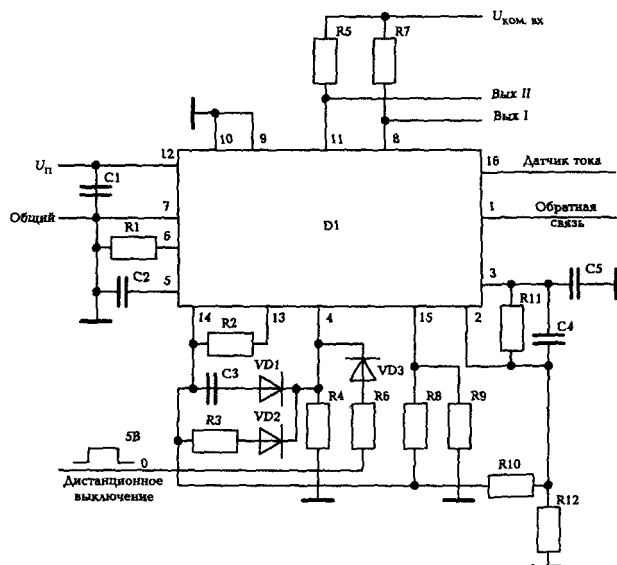 R5
R7
Uком. вх
Вых II
Вых I
10
9
11
8
Uп
12
C1
16
Датчик тока
Общий
7
R1
D1
1
Обратная
связь
6
C2
5
3
C5
R11
C4
14
R2
13
4
15
2
C3
VD1
VD3
R3
VD2
R4
R6
R8
R9
5В
0
Дистанционное
выключение
R10
R12